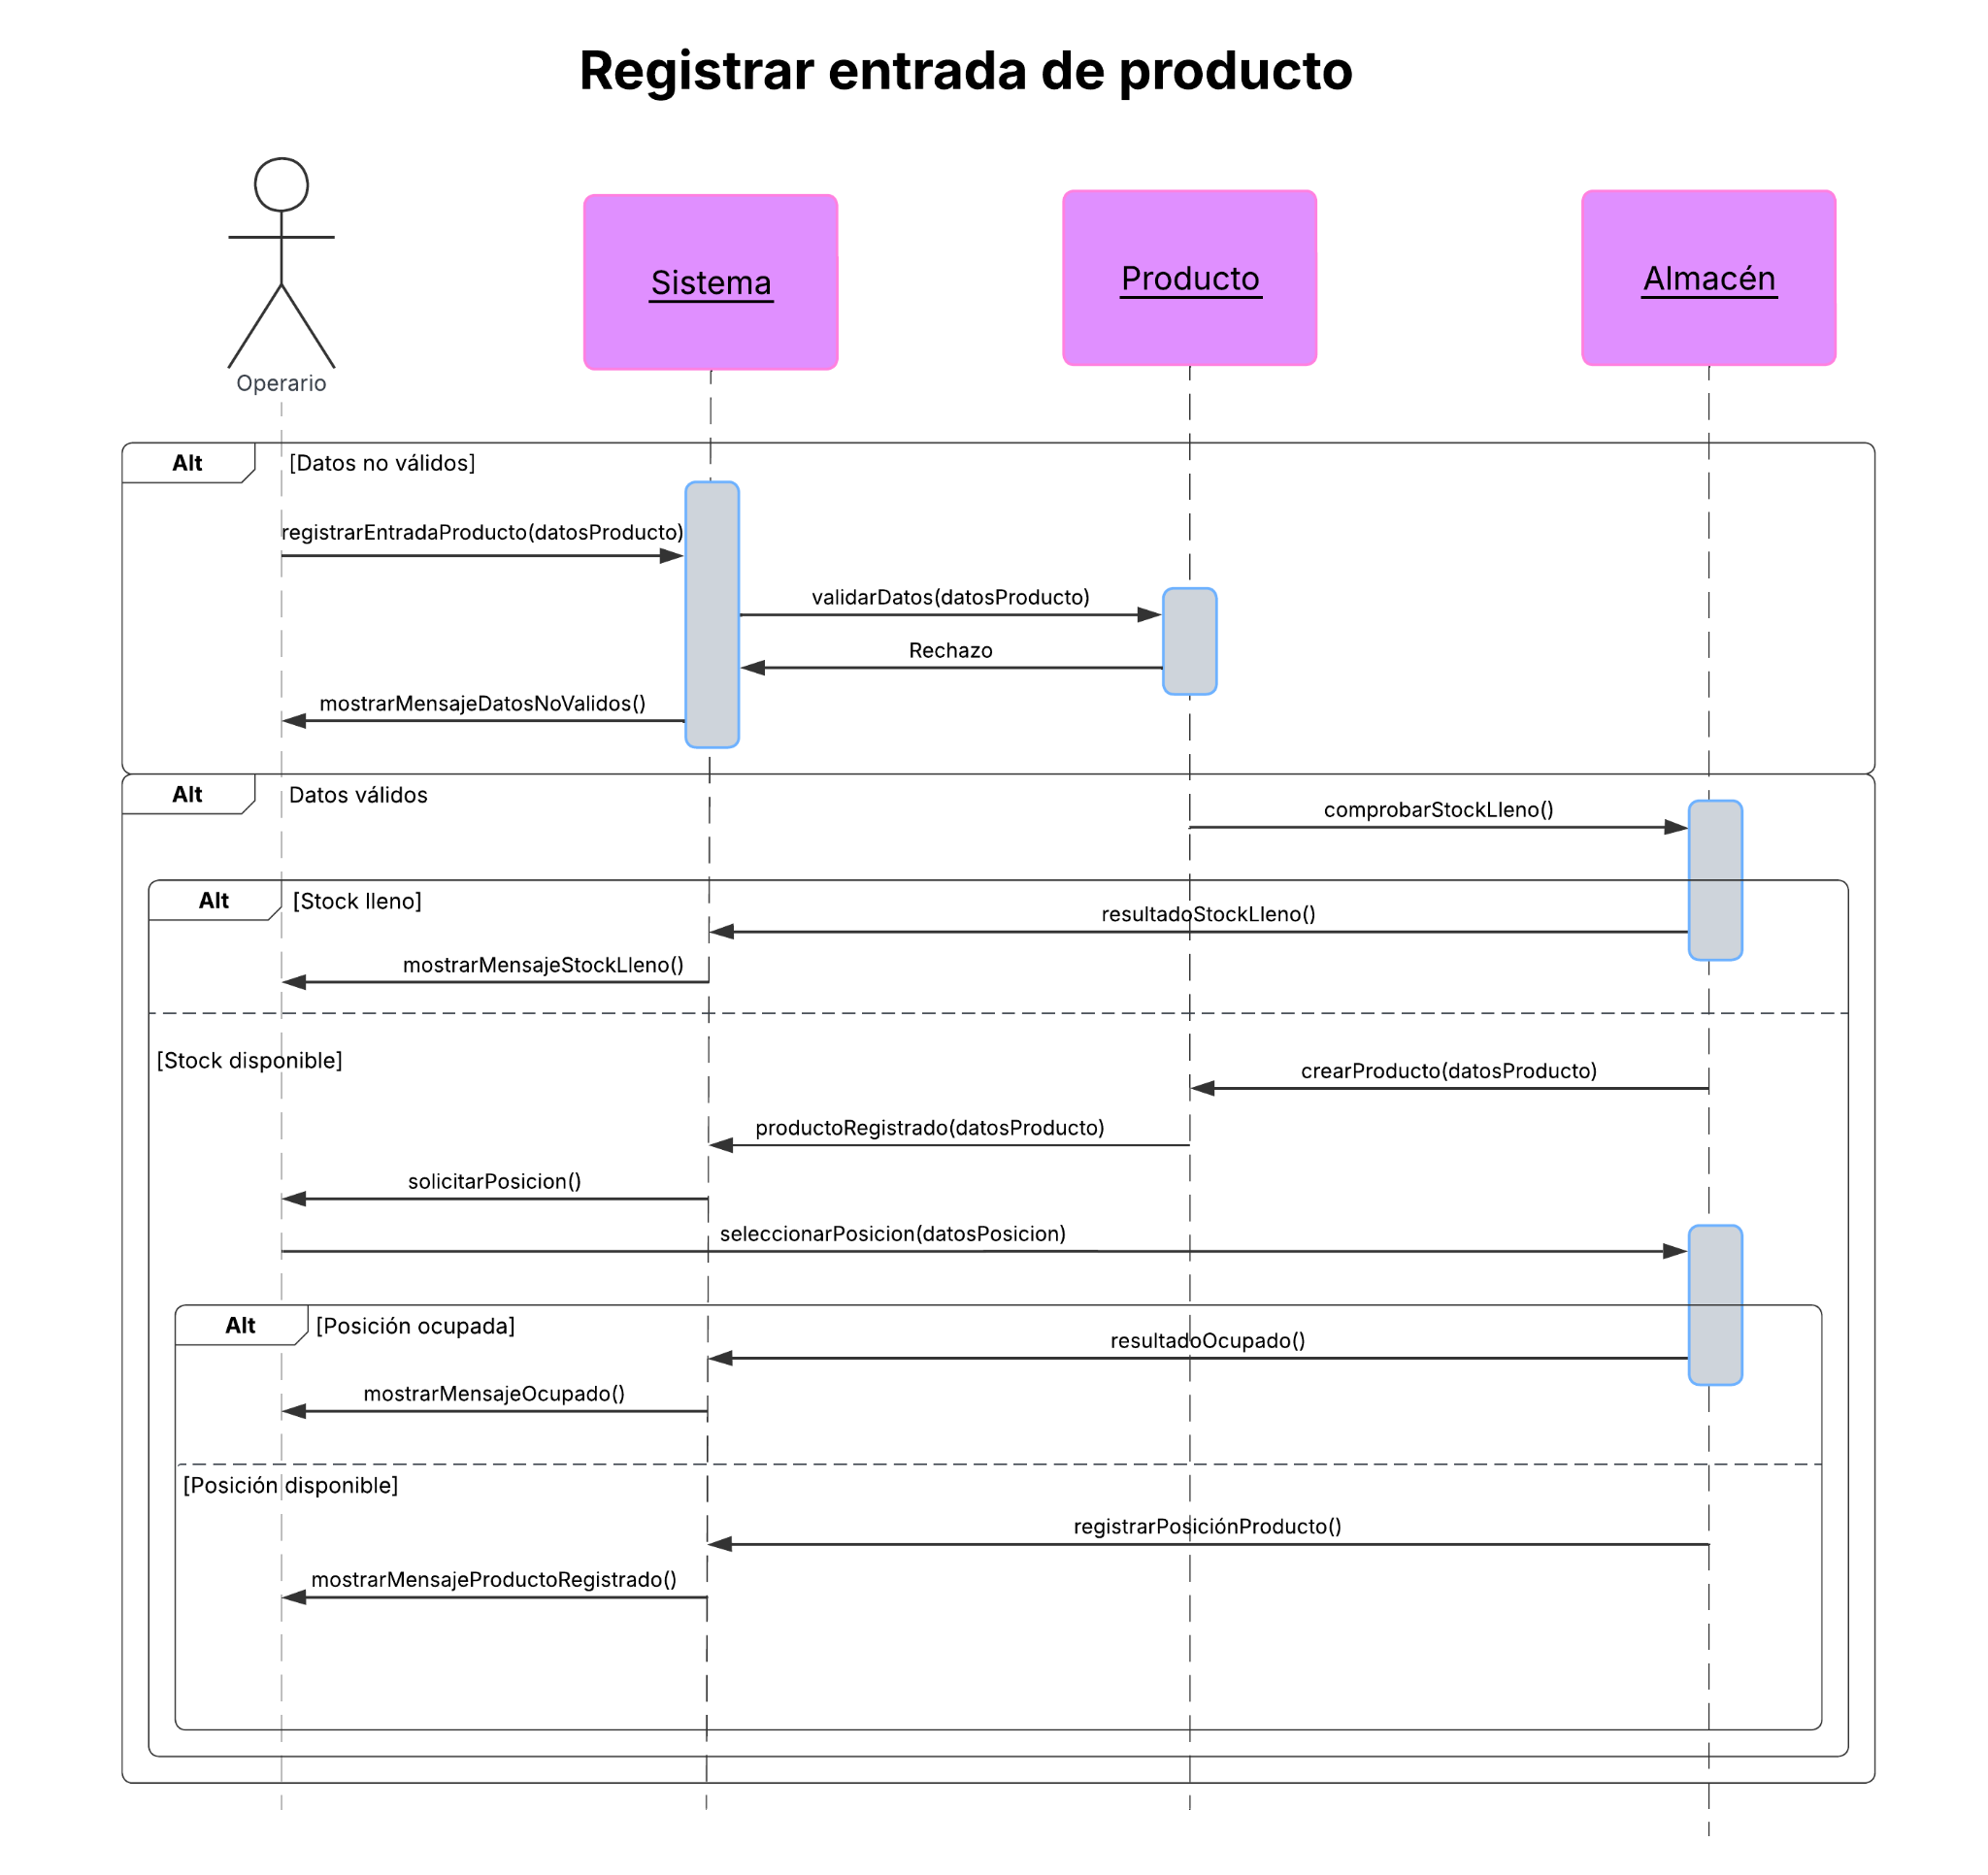 Registrar entrada de producto
Operario
Sistema
Producto
Almacén
Alt
[Datos no válidos]
registrarEntradaProducto(datosProducto)
validarDatos(datosProducto)
Rechazo
mostrarMensajeDatosNoValidos()
Alt
Datos válidos
comprobarStockLleno()
Alt
[Stock lleno]
resultadoStockLleno()
mostrarMensajeStockLleno()
[Stock disponible]
crearProducto(datosProducto)
productoRegistrado(datosProducto)
solicitarPosicion()
seleccionarPosicion(datosPosicion)
Alt
[Posición ocupada]
resultadoOcupado()
mostrarMensajeOcupado()
[Posición disponible]
registrarPosiciónProducto()
mostrarMensajeProductoRegistrado()